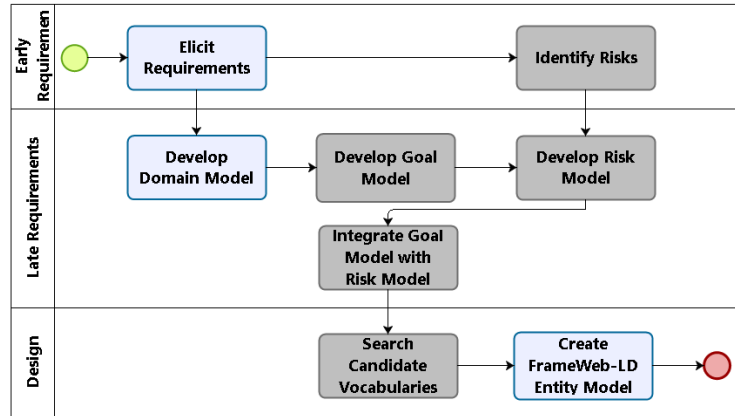 Early
Requiremen
Elicit
Requirements
Identify Risks
Late Requirements
Develop
Domain Model
Develop Goal
Model
Develop Risk
Model
Integrate Goal
Model with
Risk Model
Design
Search
Candidate
Vocabularies
Create
FrameWeb-LD
Entity Model